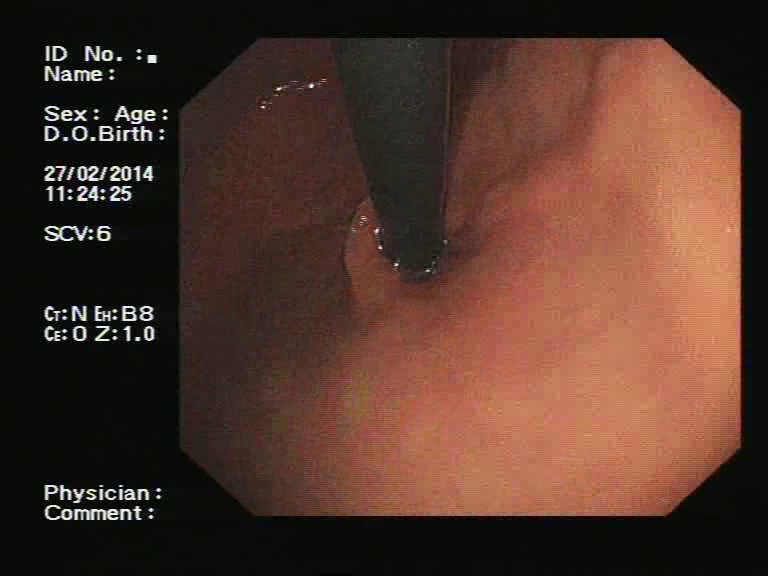 ID No. :
Name:
Sex: Age:
D.O.Birth:
27/02/2014
11:24:25
SCV:6
CT:N EH:B8
CE:0 Z:1.0
Physician:
Comment: